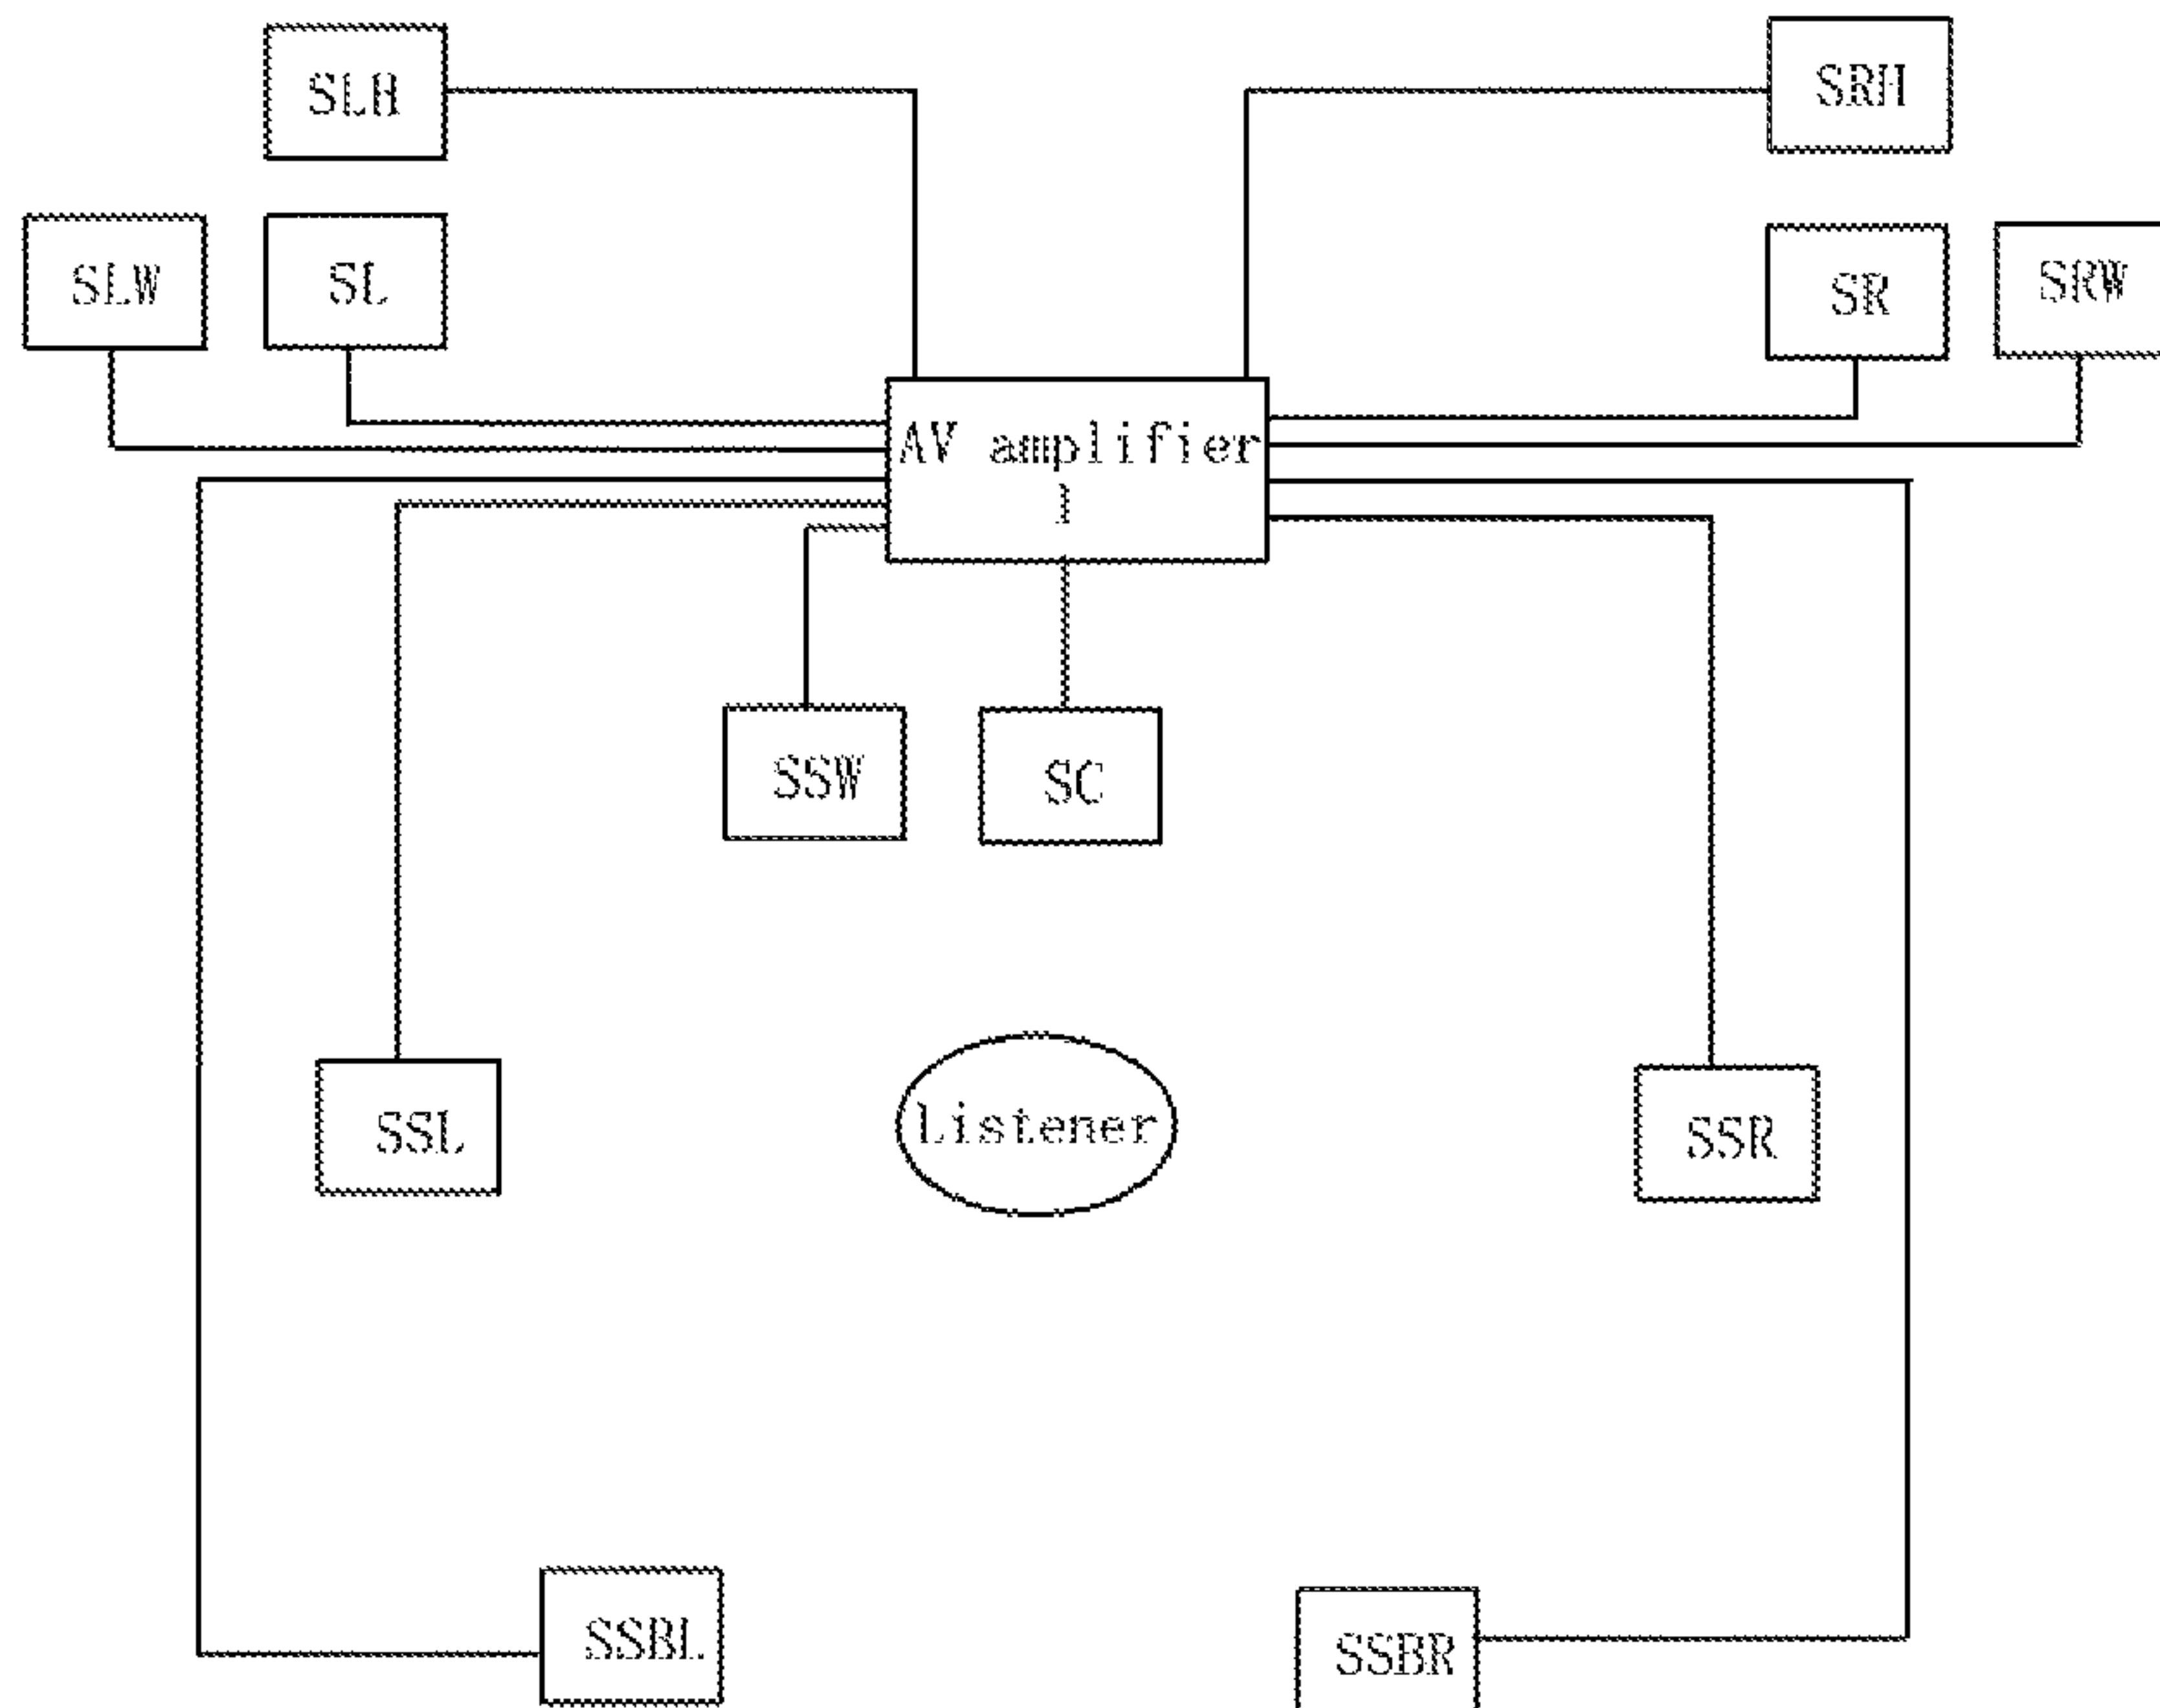 SLH
SRH
SLW
SL
SR
SRW
AV amplifier
1
SSW
SC
SSL
Listener
SSR
SSBL
SSBR